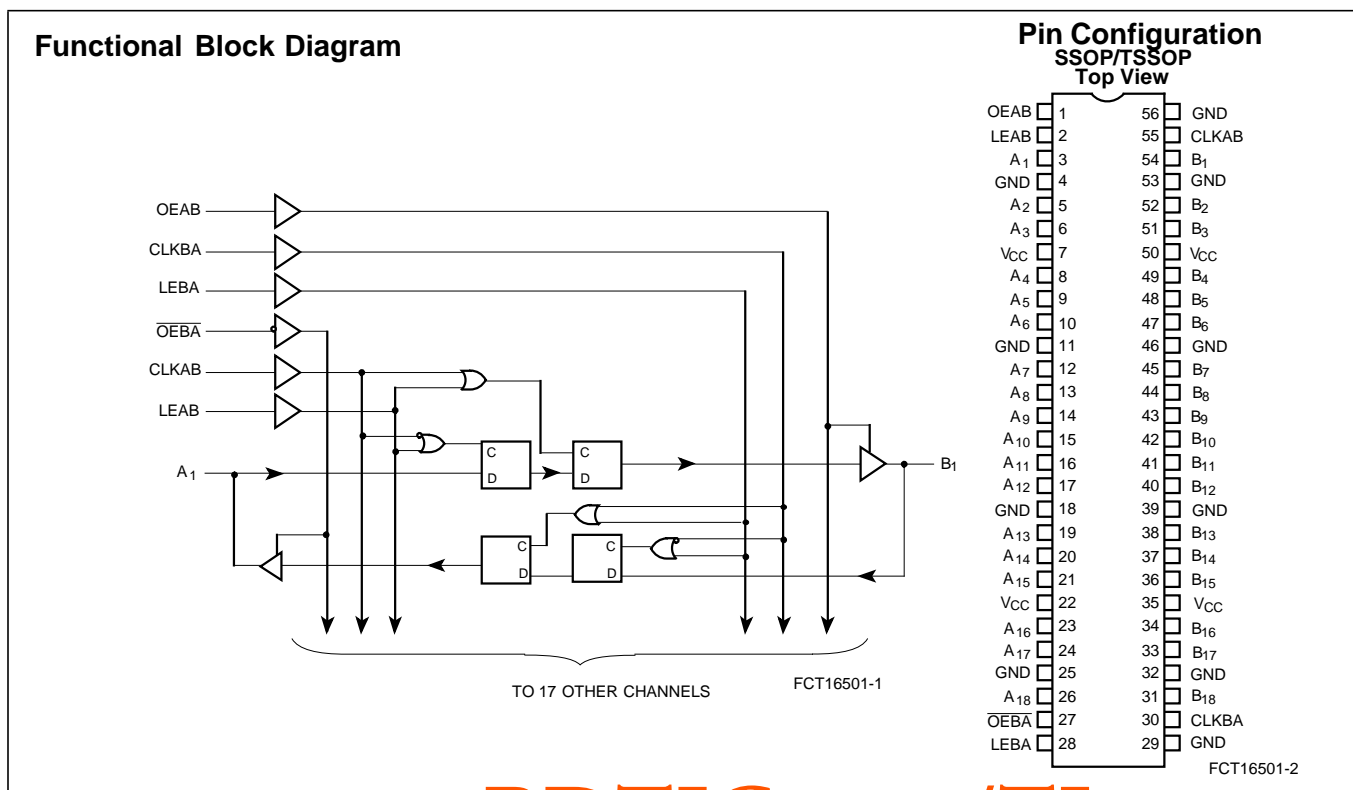 Functional Block Diagram
Pin Configuration
SSOP/TSSOP
Top View
OEAB
CLKBA
LEBA
OEBA
CLKAB
LEAB
A1
C
D
C
D
B1
C
D
C
D
TO 17 OTHER CHANNELS
FCT16501-1
OEAB 1 56 GND
LEAB 2 55 CLKAB
A1 3 54 B1
GND 4 53 GND
A2 5 52 B2
A3 6 51 B3
VCC 7 50 VCC
A4 8 49 B4
A5 9 48 B5
A6 10 47 B6
GND 11 46 GND
A7 12 45 B7
A8 13 44 B8
A9 14 43 B9
A10 15 42 B10
A11 16 41 B11
A12 17 40 B12
GND 18 39 GND
A13 19 38 B13
A14 20 37 B14
A15 21 36 B15
VCC 22 35 VCC
A16 23 34 B16
A17 24 33 B17
GND 25 32 GND
A18 26 31 B18
OEBA 27 30 CLKBA
LEBA 28 29 GND
FCT16501-2